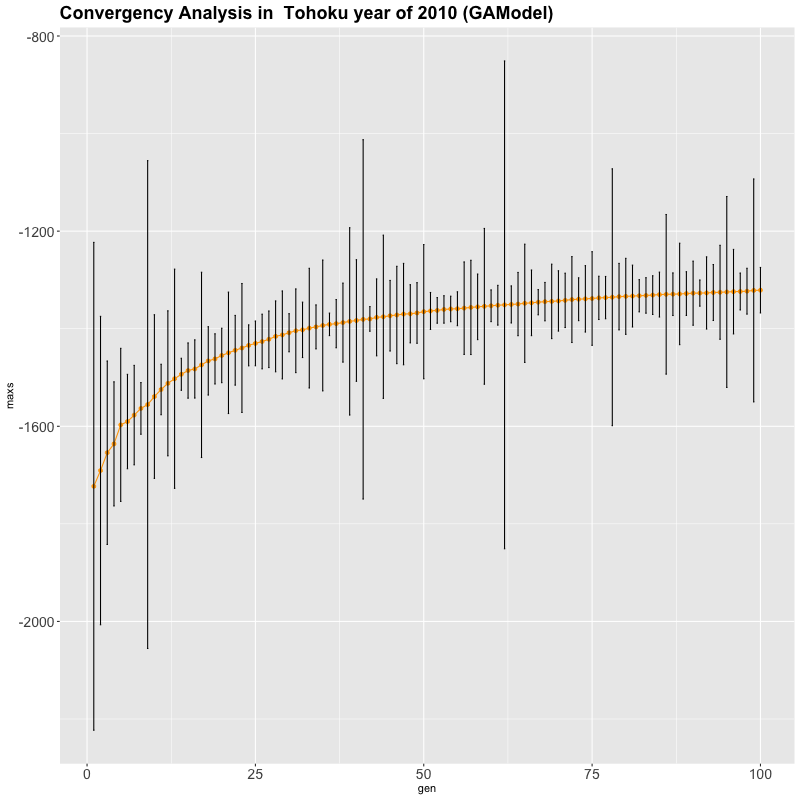 Convergency Analysis in  Tohoku year of 2010 (GAModel)
-800
-1200
-1600
-2000
maxs
0 25 50 75 100
gen